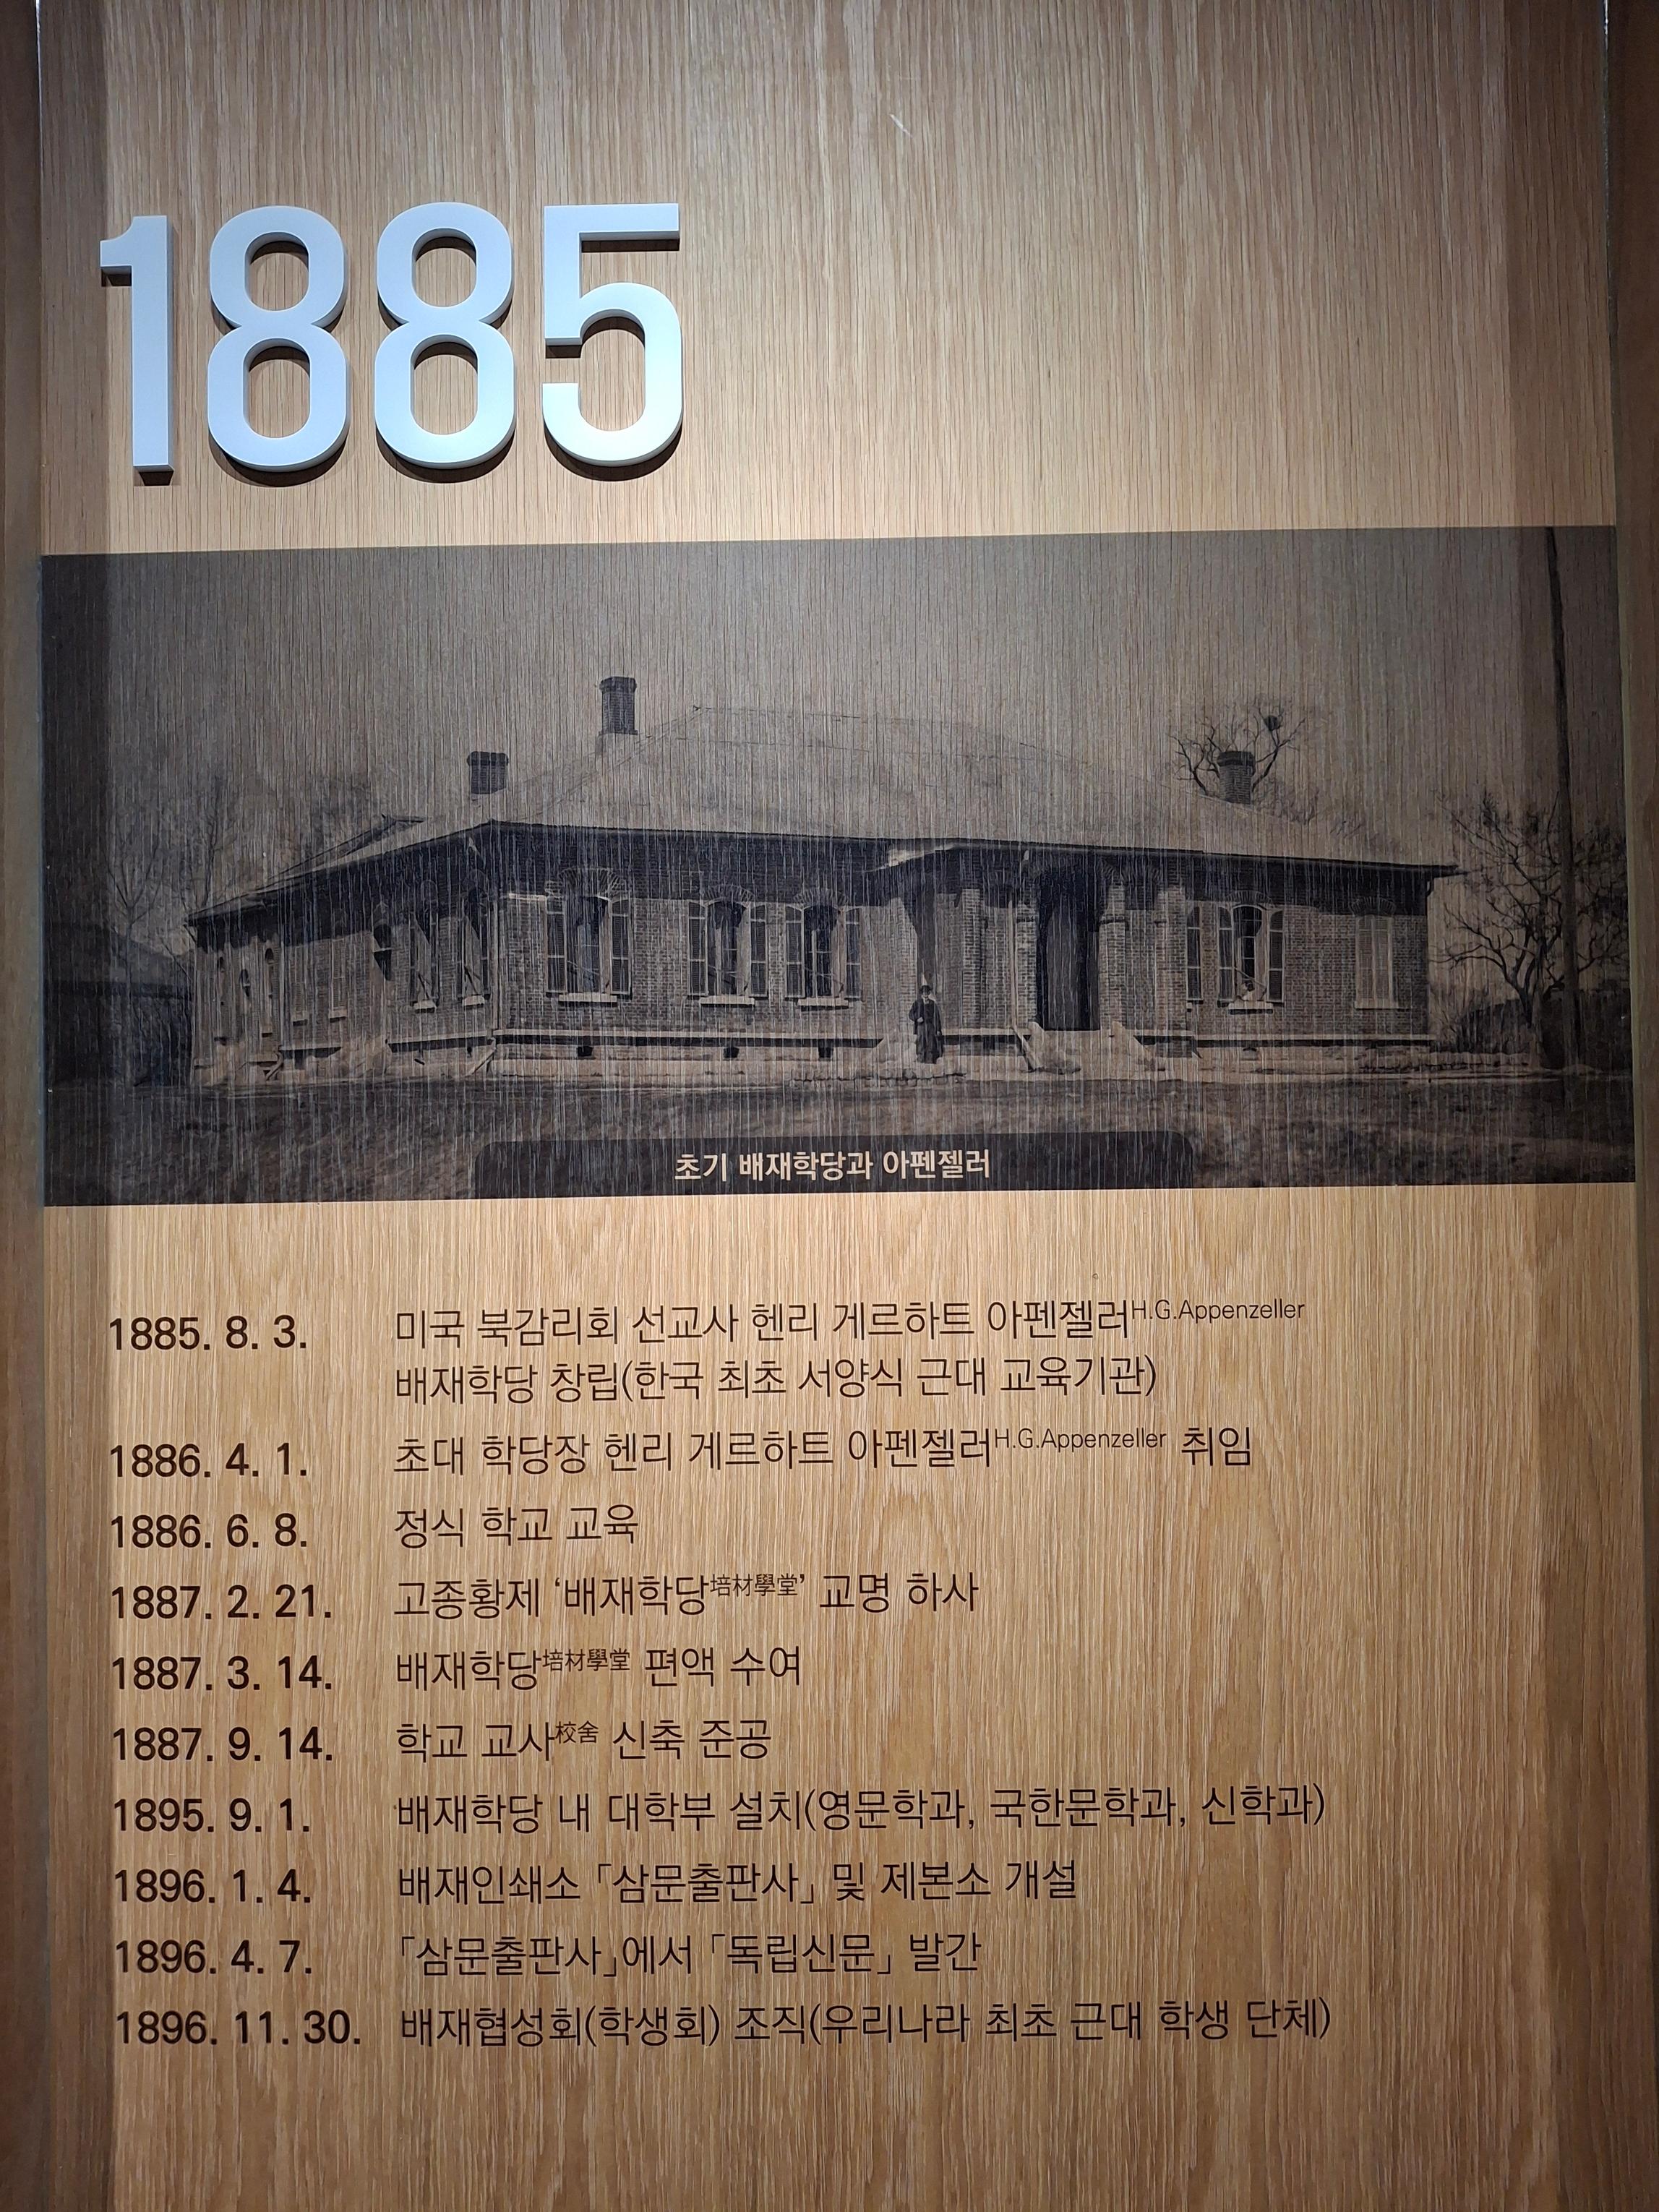 1885
초기 배재학당과 아펜젤러
1885. 8. 3. 미국 북감리회 선교사 헨리 게르하트 아펜젤러H.G.Appenzeller
배재학당 창립(한국 최초 서양식 근대 교육기관)
1886. 4. 1. 초대 학당장 헨리 게르하트 아펜젤러H.G.Appenzeller 취임
1886. 6. 8. 정식 학교 교육
1887. 2. 21. 고종황제 ‘배재학당培材學堂’ 교명 하사
1887. 3. 14. 배재학당培材學堂 편액 수여
1887. 9. 14. 학교 교사校舍 신축 준공
1895. 9. 1. 배재학당 내 대학부 설치(영문학과, 국한문학과, 신학과)
1896. 1. 4. 배재인쇄소 「삼문출판사」 및 제본소 개설
1896. 4. 7. 「삼문출판사」에서 「독립신문」 발간
1896. 11. 30. 배재협성회(학생회) 조직(우리나라 최초 근대 학생 단체)